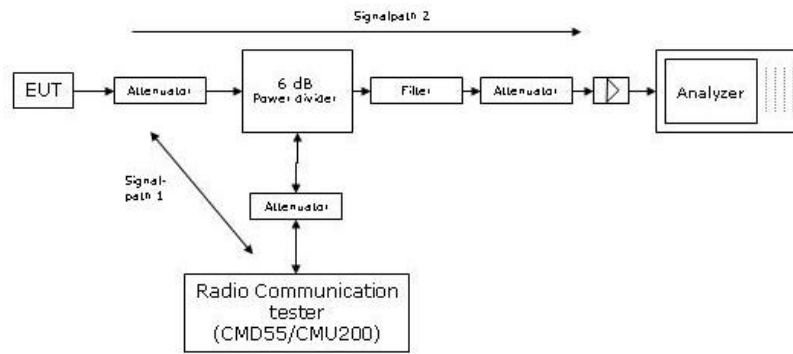 Signalpath 2
EUT
Attenuator
6 dB
Power divider
Filter
Attenuator
Analyzer
Signal-
path 1
Attenuator
Radio Communication
tester
(CMD55/CMU200)